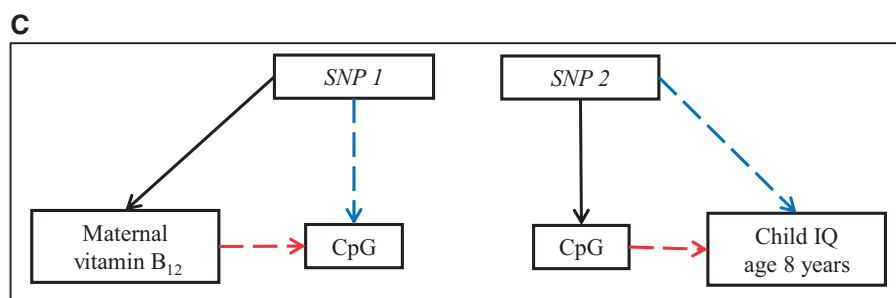 C
SNP 1
SNP 2
Maternal
vitamin B₁₂
CpG
CpG
Child IQ
age 8 years